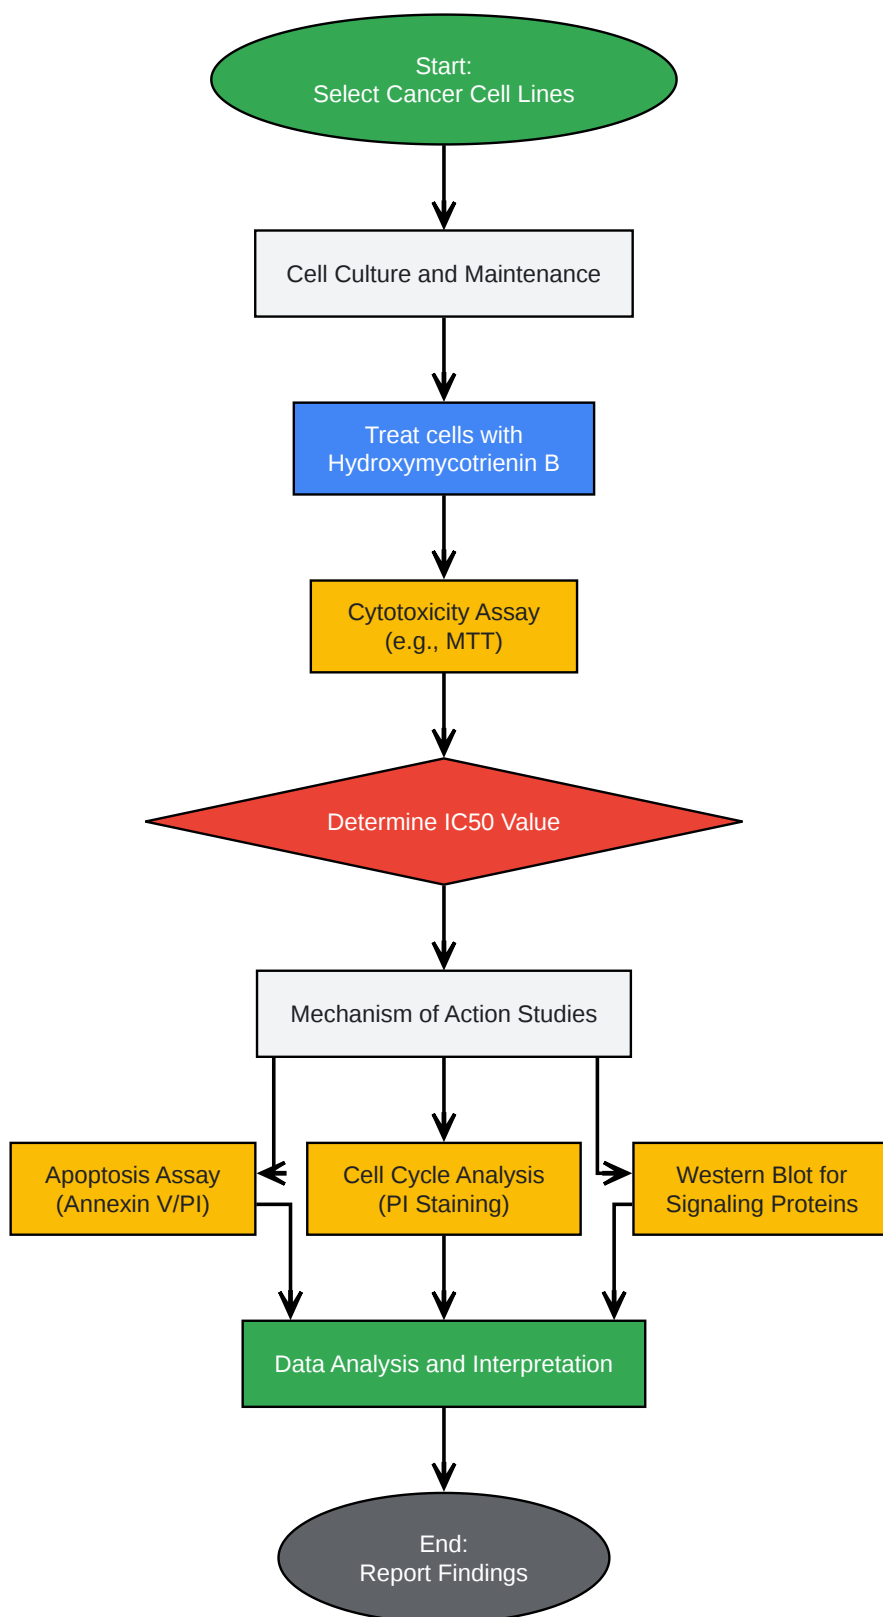 Start:
Select Cancer Cell Lines
Cell Culture and Maintenance
Treat cells with
Hydroxymycotrienin B
Cytotoxicity Assay
(e.g., MTT)
Determine IC50 Value
Mechanism of Action Studies
Apoptosis Assay
(Annexin V/PI)
Cell Cycle Analysis
(PI Staining)
Western Blot for
Signaling Proteins
Data Analysis and Interpretation
End:
Report Findings